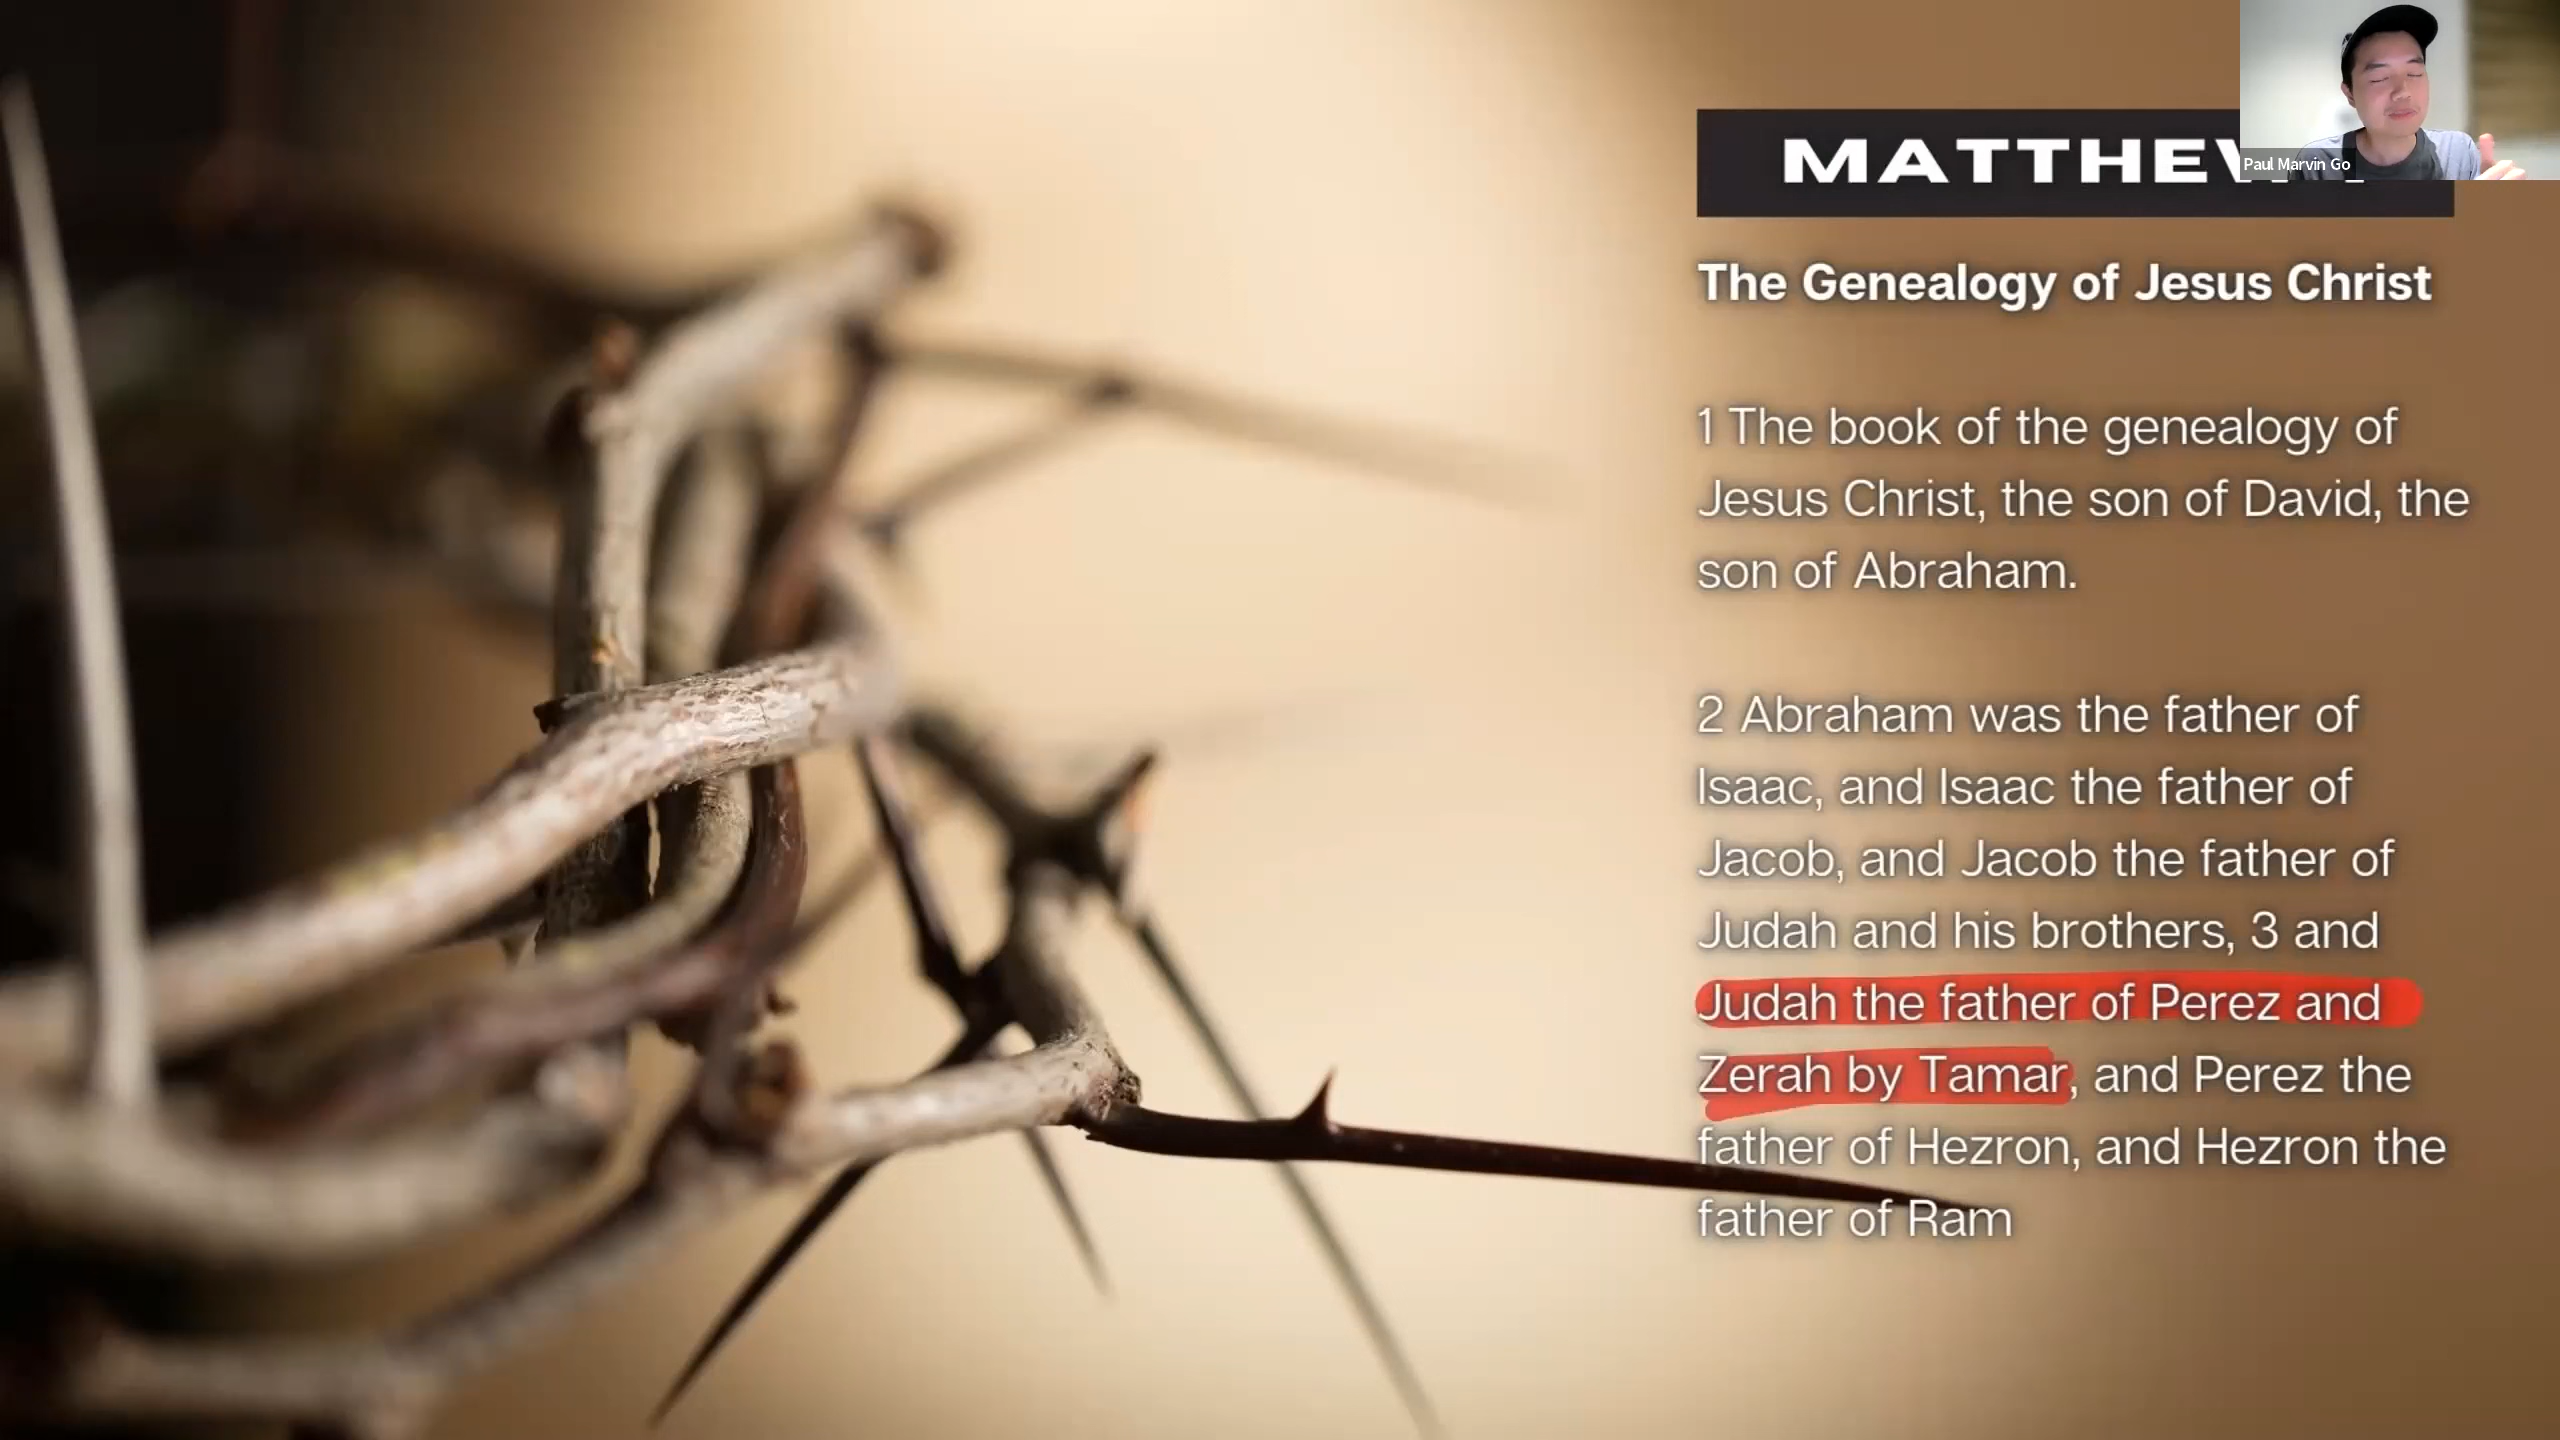 MATTHEW
Paul Marvin Go
The Genealogy of Jesus Christ
1 The book of the genealogy of
Jesus Christ, the son of David, the
son of Abraham.
2 Abraham was the father of
Isaac, and Isaac the father of
Jacob, and Jacob the father of
Judah and his brothers, 3 and
Judah the father of Perez and
Zerah by Tamar, and Perez the
father of Hezron, and Hezron the
father of Ram